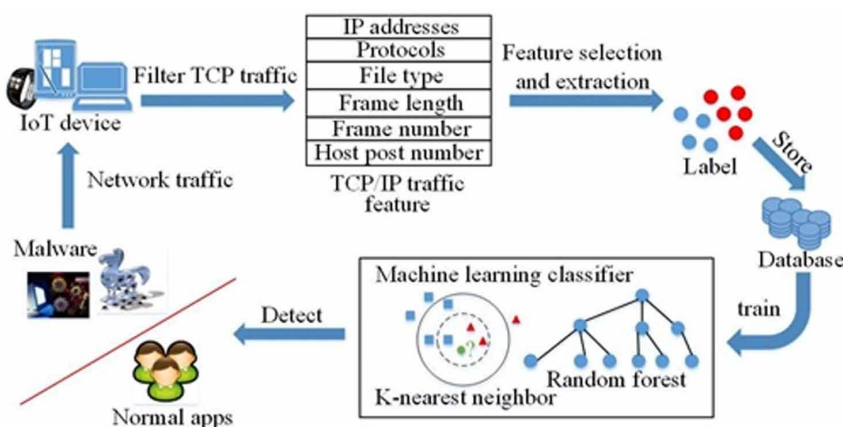 IP addresses
Protocols
File type
Frame length
Frame number
Host post number
TCP/IP traffic
feature
Filter TCP traffic
IoT device
Feature selection
and extraction
Label
Store
Database
train
Machine learning classifier
?
K-nearest neighbor
Random forest
Detect
Network traffic
Malware
Normal apps